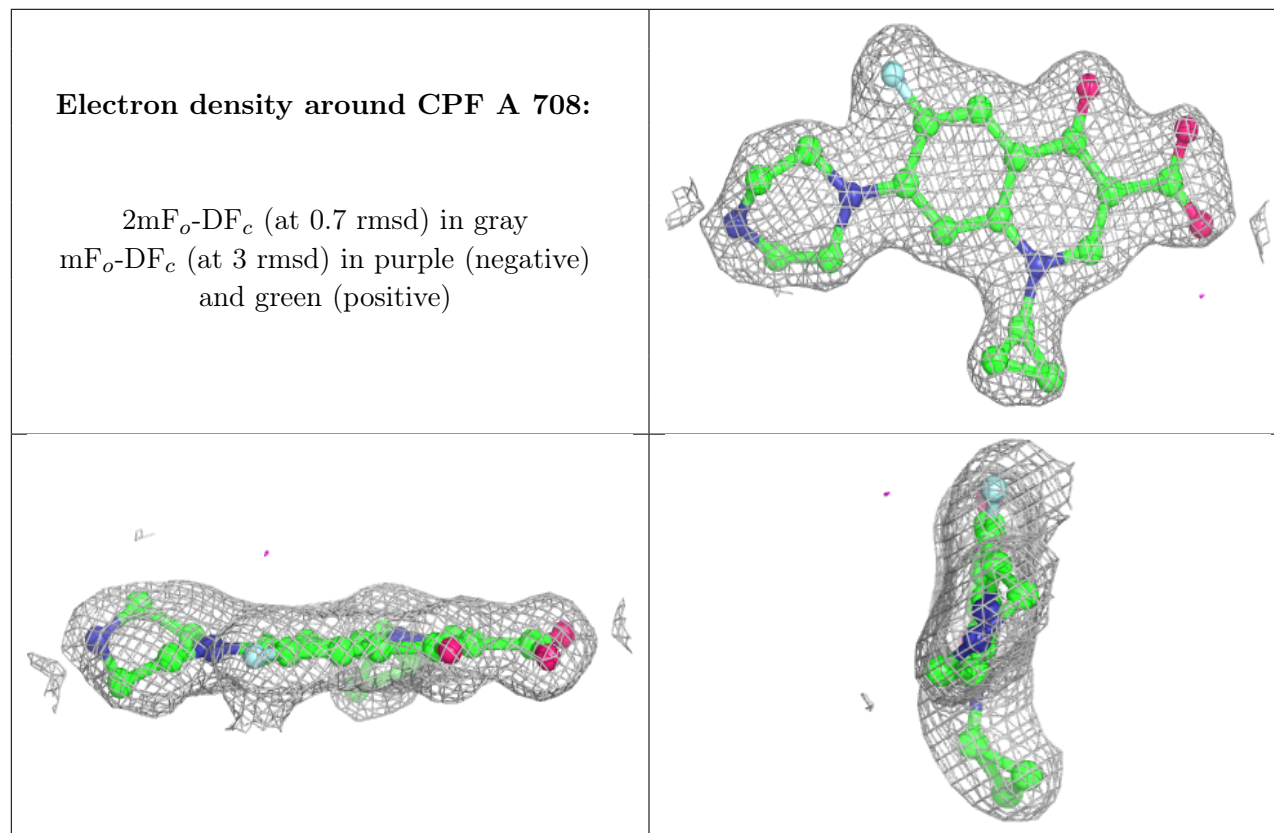 Electron density around CPF A 708:
2mFo-DFc (at 0.7 rmsd) in gray
mFo-DFc (at 3 rmsd) in purple (negative)
and green (positive)